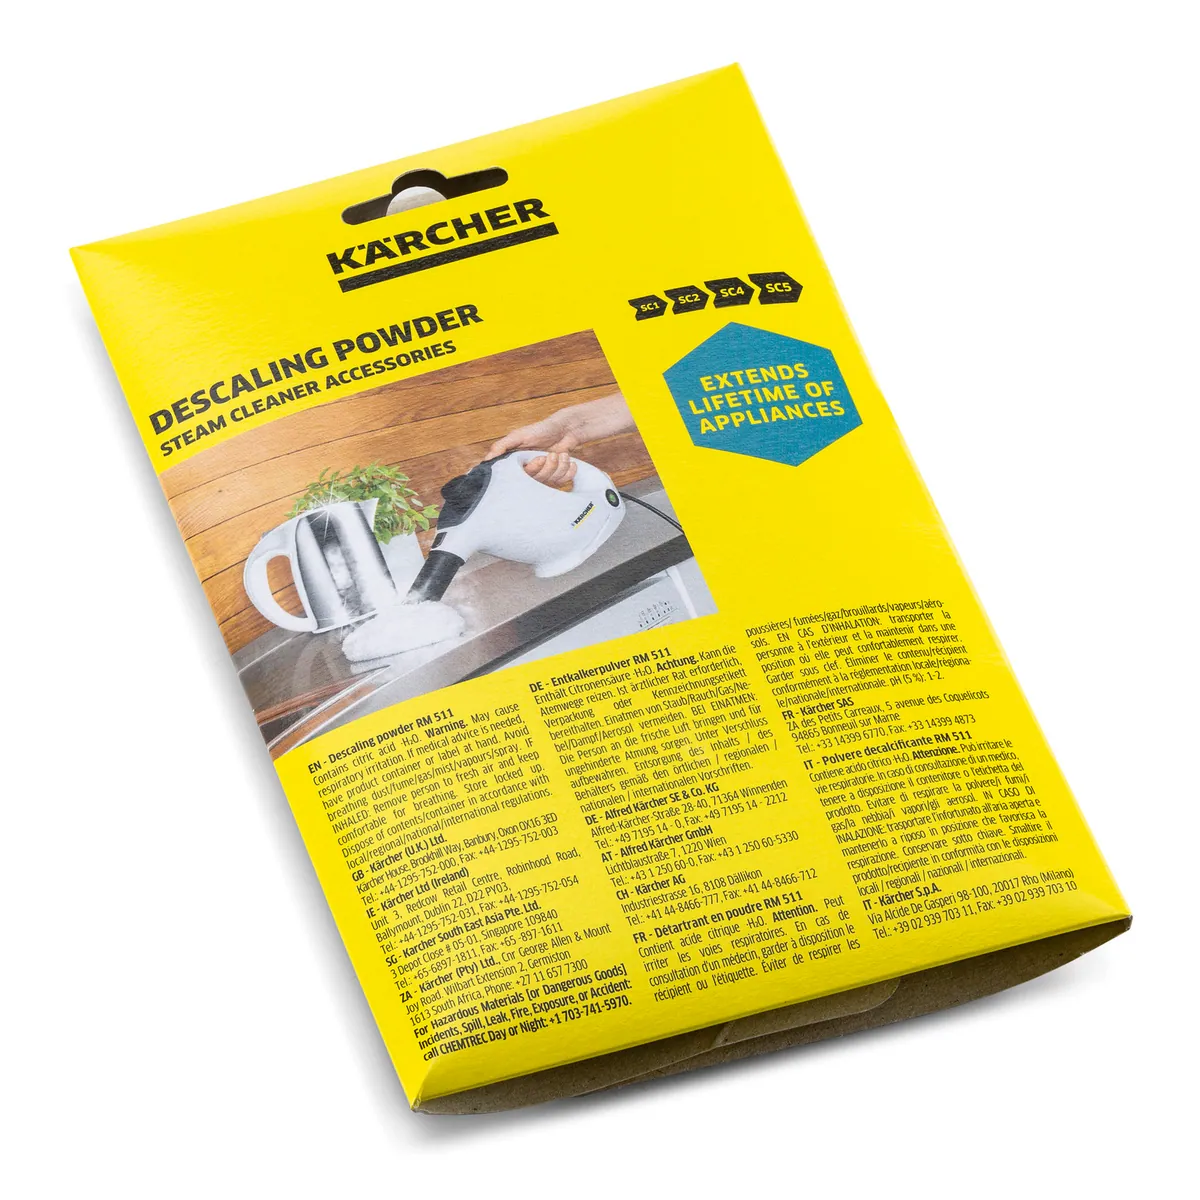 KÄRCHER
SC1 SC2 SC4 SC5
DESCALING POWDER
STEAM CLEANER ACCESSORIES
EXTENDS
LIFETIME OF
APPLIANCES
KÄRCHER
EN - Descaling powder RM 511
Contains citric acid ·H₂O. Warning. May cause
respiratory irritation. If medical advice is needed,
have product container or label at hand. Avoid
breathing dust/fume/gas/mist/vapours/spray. IF
INHALED: Remove person to fresh air and keep
comfortable for breathing. Store locked up.
Dispose of contents/container in accordance with
local/regional/national/international regulations.
GB - Kärcher (U.K.) Ltd.
Kärcher House, Brookhill Way, Banbury, Oxon OX16 3ED
Tel.: +44-1295-752-000, Fax: +44-1295-752-003
IE - Kärcher Ltd (Ireland)
Unit 3, Redcow Retail Centre, Robinhood Road,
Ballymount, Dublin 22, D22 PY03,
Tel.: +44-1295-752-031, Fax: +44-1295-752-054
SG - Karcher South East Asia Pte. Ltd.
3 Depot Close # 05-01, Singapore 109840
Tel.: +65-6897-1811, Fax: +65 -897-1611
ZA - Kärcher (Pty) Ltd., Cnr George Allen & Mount
Joy Road, Wilbart Extension 2, Germiston
1613 South Africa, Phone: +27 11 657 7300
For Hazardous Materials [or Dangerous Goods]
Incidents, Spill, Leak, Fire, Exposure, or Accident:
call CHEMTREC Day or Night: +1 703-741-5970.
DE - Entkalkerpulver RM 511
Enthält Citronensäure ·H₂O. Achtung. Kann die
Atemwege reizen. Ist ärztlicher Rat erforderlich,
Verpackung oder Kennzeichnungsetikett
bereithalten. Einatmen von Staub/Rauch/Gas/Ne-
bel/Dampf/Aerosol vermeiden. BEI EINATMEN:
Die Person an die frische Luft bringen und für
ungehinderte Atmung sorgen. Unter Verschluss
aufbewahren. Entsorgung des Inhalts / des
Behälters gemäß den örtlichen / regionalen /
nationalen / internationalen Vorschriften.
DE - Alfred Kärcher SE & Co. KG
Alfred-Kärcher-Straße 28-40, 71364 Winnenden
Tel.: +49 7195 14 - 0, Fax: +49 7195 14 - 2212
AT - Alfred Kärcher GmbH
Lichtblaustraße 7, 1220 Wien
Tel.: +43 1 250 60-0, Fax: +43 1 250 60-5330
CH - Kärcher AG
Industriestrasse 16, 8108 Dällikon
Tel.: +41 44-8466-777, Fax: +41 44-8466-712
FR - Détartrant en poudre RM 511
Contient acide citrique ·H₂O. Attention. Peut
irriter les voies respiratoires. En cas de
consultation d'un médecin, garder à disposition le
récipient ou l'étiquette. Éviter de respirer les
poussières/ fumées/gaz/brouillards/vapeurs/aéro-
sols. EN CAS D'INHALATION: transporter la
personne à l'extérieur et la maintenir dans une
position où elle peut confortablement respirer.
Garder sous clef. Éliminer le contenu/récipient
conformément à la réglementation locale/régiona-
le/nationale/internationale. pH (5 %): 1-2.
FR - Kärcher SAS
ZA des Petits Carreaux, 5 avenue des Coquelicots
94865 Bonneuil sur Marne
Tel.: +33 14399 6770, Fax: +33 14399 4873
IT - Polvere decalcificante RM 511
Contiene acido citrico ·H₂O. Attenzione. Può irritare le
vie respiratorie. In caso di consultazione di un medico,
tenere a disposizione il contenitore o l'etichetta del
prodotto. Evitare di respirare la polvere/i fumi/i
gas/la nebbia/i vapori/gli aerosol. IN CASO DI
INALAZIONE: trasportare l'infortunato all'aria aperta e
mantenerlo a riposo in posizione che favorisca la
respirazione. Conservare sotto chiave. Smaltire il
prodotto/recipiente in conformità con le disposizioni
locali / regionali / nazionali / internazionali.
IT - Kärcher S.p.A.
Via Alcide De Gasperi 98-100, 20017 Rho (Milano)
Tel.: +39 02 939 703 11, Fax: +39 02 939 703 10